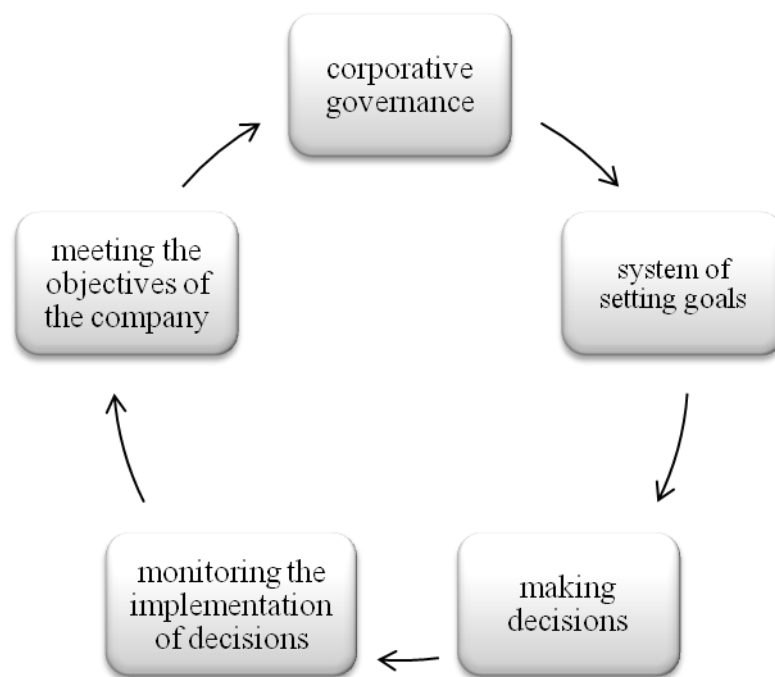 corporative
governance
system of
setting goals
making
decisions
monitoring the
implementation
of decisions
meeting the
objectives of
the company